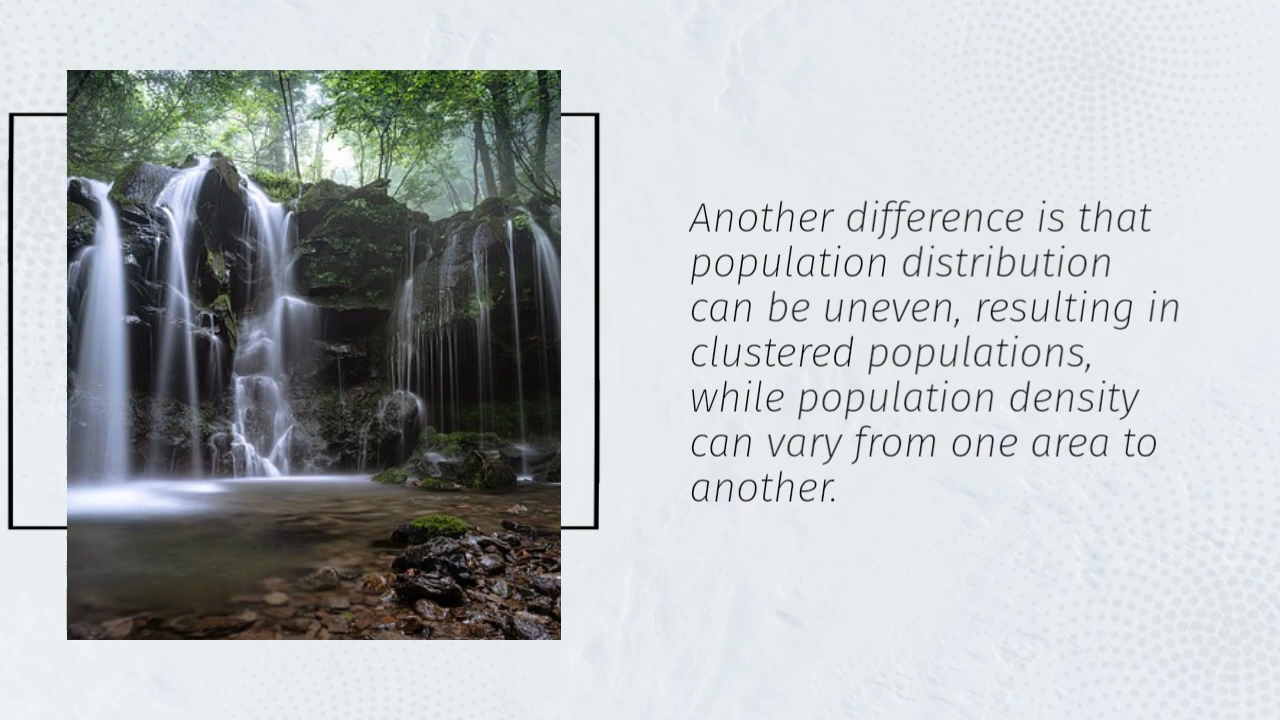 Another difference is that
population distribution
can be uneven, resulting in
clustered populations,
while population density
can vary from one area to
another.